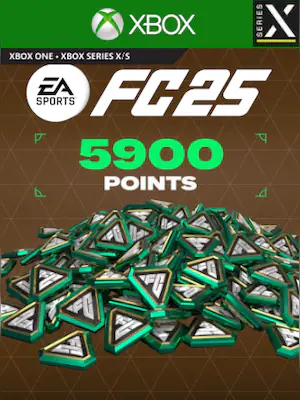 XBOX
SERIES X
XBOX ONE • XBOX SERIES X/S
EA SPORTS FC25
5900
POINTS